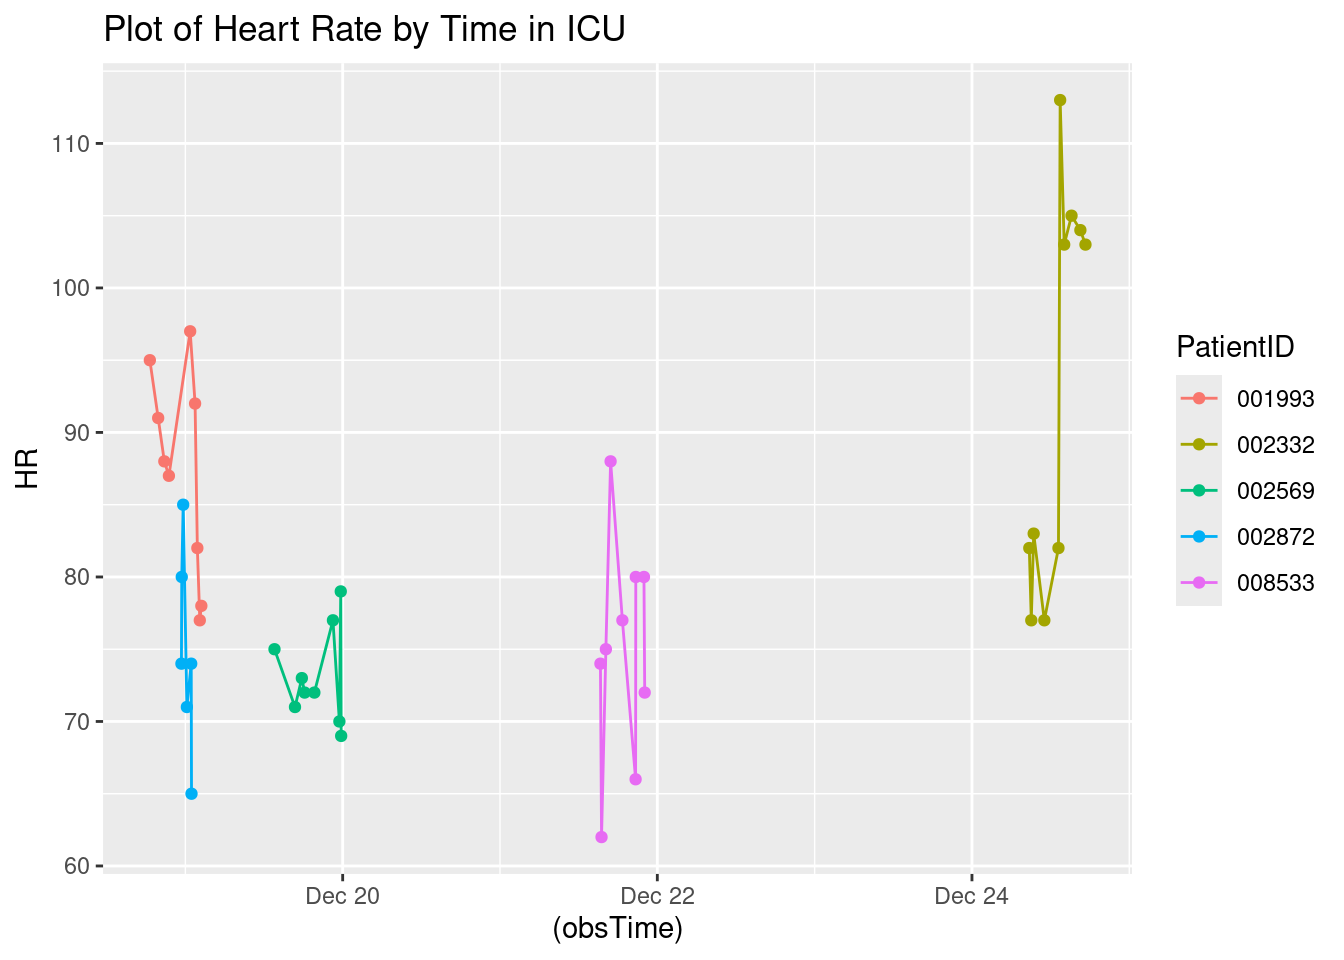 Plot of Heart Rate by Time in ICU
110
100
90
80
70
60
HR
Dec 20
Dec 22
Dec 24
(obsTime)
PatientID
001993
002332
002569
002872
008533